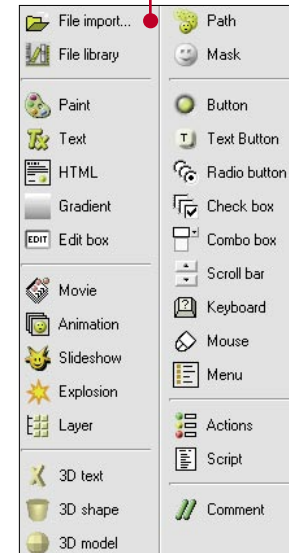 File import...
File library
Paint
Text
HTML
Gradient
EDIT Edit box
Movie
Animation
Slideshow
Explosion
Layer
3D text
3D shape
3D model
Path
Mask
Button
T Text Button
Radio button
Check box
Combo box
Scroll bar
Keyboard
Mouse
Menu
Actions
Script
Comment